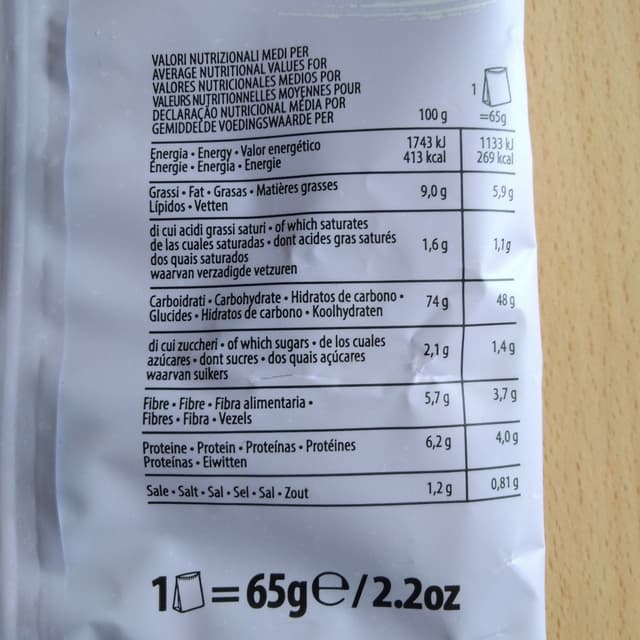 VALORI NUTRIZIONALI MEDI PER
AVERAGE NUTRITIONAL VALUES FOR
VALORES NUTRICIONALES MEDIOS POR
VALEURS NUTRITIONNELLES MOYENNES POUR
DECLARAÇÃO NUTRICIONAL MÉDIA POR
GEMIDDELDE VOEDINGSWAARDE PER
100 g
1
=65g
Energia • Energy • Valor energético
Énergie • Energia • Energie
1743 kJ
413 kcal
1133 kJ
269 kcal
Grassi • Fat • Grasas • Matières grasses
Lípidos • Vetten
9,0 g
5,9 g
di cui acidi grassi saturi • of which saturates
de las cuales saturadas • dont acides gras saturés
dos quais saturados
waarvan verzadigde vetzuren
1,6 g
1,1g
Carboidrati • Carbohydrate • Hidratos de carbono •
Glucides • Hidratos de carbono • Koolhydraten
74 g
48 g
di cui zuccheri • of which sugars • de los cuales
azúcares • dont sucres • dos quais açúcares
waarvan suikers
2,1 g
1,4 g
Fibre • Fibre • Fibra alimentaria •
Fibres • Fibra • Vezels
5,7 g
3,7 g
Proteine • Protein • Proteínas • Protéines
Proteínas • Eiwitten
6,2 g
4,0 g
Sale • Salt • Sal • Sel • Sal • Zout
1,2 g
0,81 g
1 = 65g e / 2.2oz